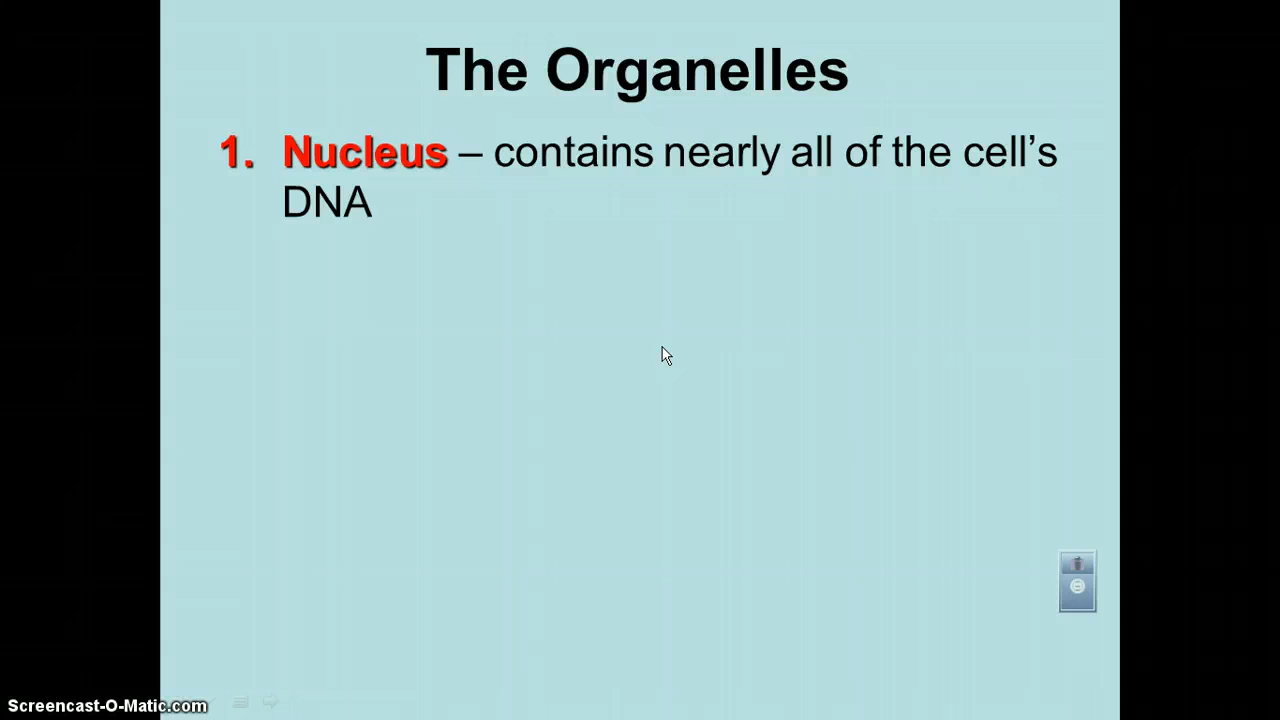 The Organelles
1. Nucleus – contains nearly all of the cell’s
DNA
Screencast-O-Matic.com